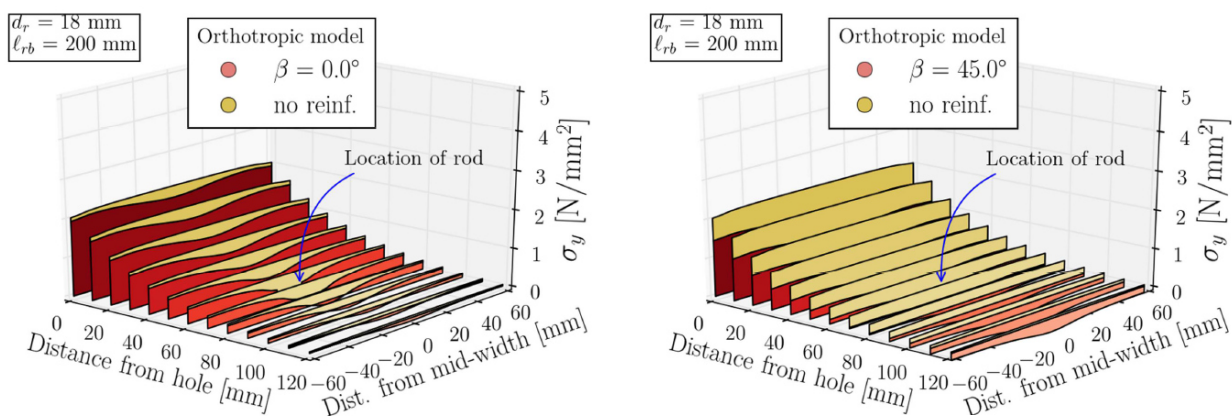 d_r = 18 mm
ℓ_rb = 200 mm
Orthotropic model
β = 0.0°
no reinf.
Location of rod
5
4
3
2
1
0
σ_y [N/mm²]
0
20
40
60
80
100
120
Distance from hole [mm]
−60
−40
−20
0
20
40
60
Dist. from mid-width [mm]
d_r = 18 mm
ℓ_rb = 200 mm
Orthotropic model
β = 45.0°
no reinf.
Location of rod
5
4
3
2
1
0
σ_y [N/mm²]
0
20
40
60
80
100
120
Distance from hole [mm]
−60
−40
−20
0
20
40
60
Dist. from mid-width [mm]